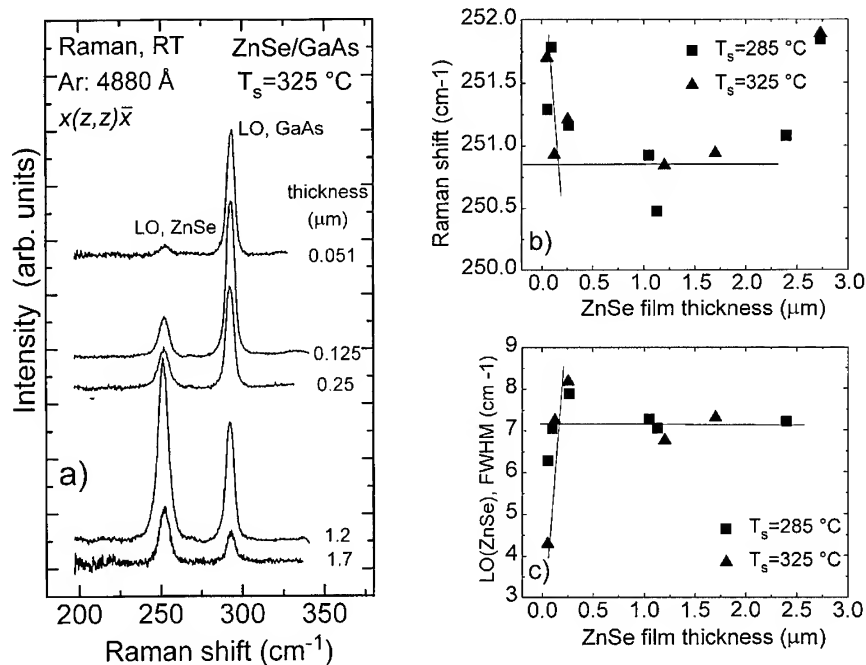 Raman, RT
ZnSe/GaAs
Ar: 4880 Å
T_s=325 °C
x(z,z)x̄
LO, GaAs
thickness
(μm)
LO, ZnSe
0.051
0.125
0.25
a)
1.2
1.7
Intensity (arb. units)
200 250 300 350
Raman shift (cm⁻¹)
252.0
251.5
251.0
250.5
250.0
Raman shift (cm-1)
T_s=285 °C
T_s=325 °C
b)
0.0 0.5 1.0 1.5 2.0 2.5 3.0
ZnSe film thickness (μm)
9
8
7
6
5
4
3
LO(ZnSe), FWHM (cm -1)
T_s=285 °C
T_s=325 °C
c)
0.0 0.5 1.0 1.5 2.0 2.5 3.0
ZnSe film thickness (μm)